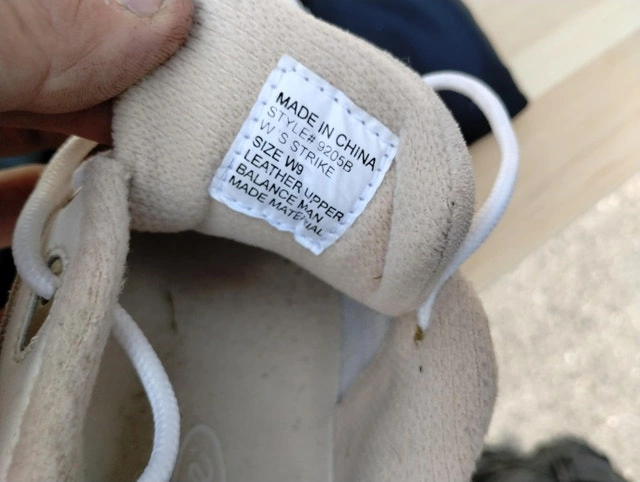 MADE IN CHINA
STYLE# 9205B
W S STRIKE
SIZE W9
LEATHER UPPER
BALANCE MAN
MADE MATERIAL